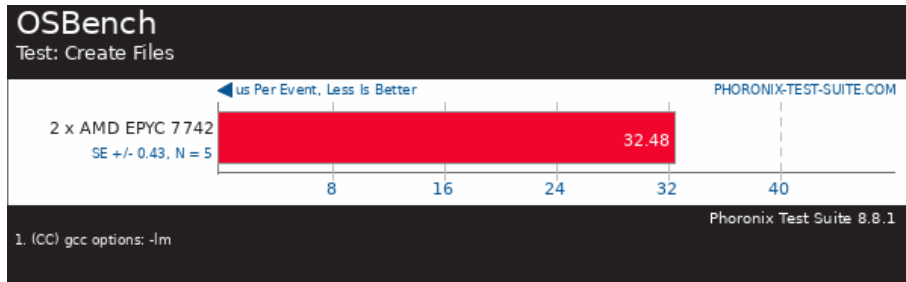 OSBench
Test: Create Files
us Per Event, Less Is Better
PHORONIX-TEST-SUITE.COM
2 x AMD EPYC 7742
SE +/- 0.43, N = 5
32.48
8
16
24
32
40
Phoronix Test Suite 8.8.1
1. (CC) gcc options: -lm